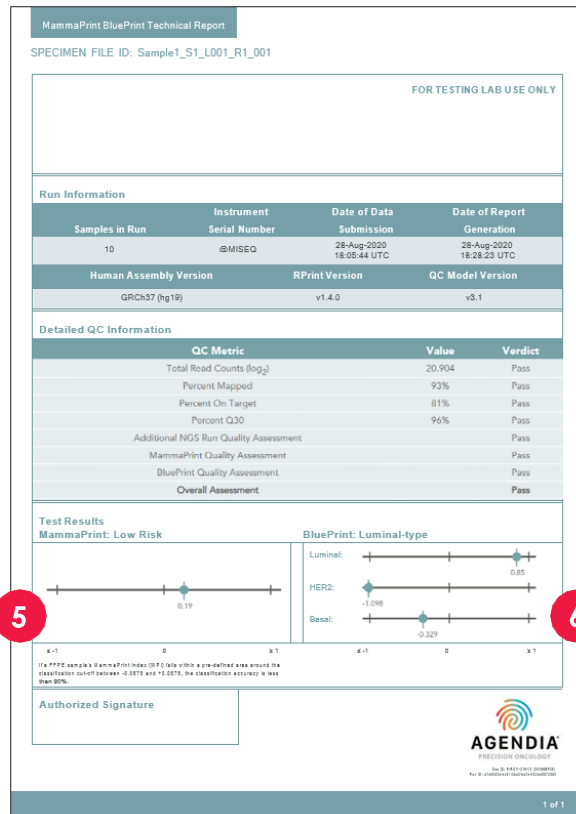 MammaPrint BluePrint Technical Report
SPECIMEN FILE ID: Sample1_S1_L001_R1_001
FOR TESTING LAB USE ONLY
Run Information
Samples in Run Instrument Serial Number Date of Data Submission Date of Report Generation
10 @MISEQ 28-Aug-2020 18:05:44 UTC 28-Aug-2020 18:28:23 UTC
Human Assembly Version RPrint Version QC Model Version
GRCh37 (hg19) v1.4.0 v3.1
Detailed QC Information
QC Metric Value Verdict
Total Read Counts (log2) 20.904 Pass
Percent Mapped 93% Pass
Percent On Target 81% Pass
Percent Q30 96% Pass
Additional NGS Run Quality Assessment Pass
MammaPrint Quality Assessment Pass
BluePrint Quality Assessment Pass
Overall Assessment Pass
Test Results
MammaPrint: Low Risk BluePrint: Luminal-type
Luminal:
0.85
0.19
HER2:
-1.098
Basal:
-0.329
5
6
≤ -1 0 ≥ 1 ≤ -1 0 ≥ 1
If a FFPE sample's MammaPrint Index (MPI) falls within a pre-defined area around the
classification cut-off between -0.0575 and +0.0575, the classification accuracy is less
than 90%.
Authorized Signature
AGENDIA
PRECISION ONCOLOGY
1 of 1